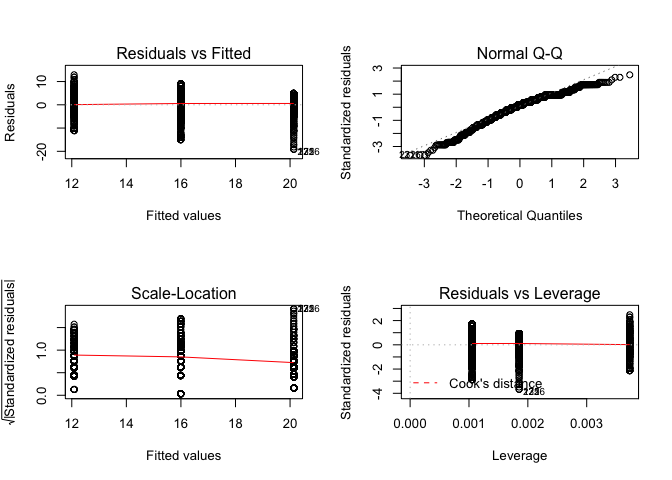 Residuals vs Fitted
Residuals
10
0
-20
12 14 16 18 20
Fitted values
Normal Q-Q
Standardized residuals
3
1
-1
-3
-3 -2 -1 0 1 2 3
Theoretical Quantiles
Scale-Location
√|Standardized residuals|
1.0
0.0
12 14 16 18 20
Fitted values
Residuals vs Leverage
Standardized residuals
2
0
-2
-4
Cook's distance
0.000 0.001 0.002 0.003
Leverage